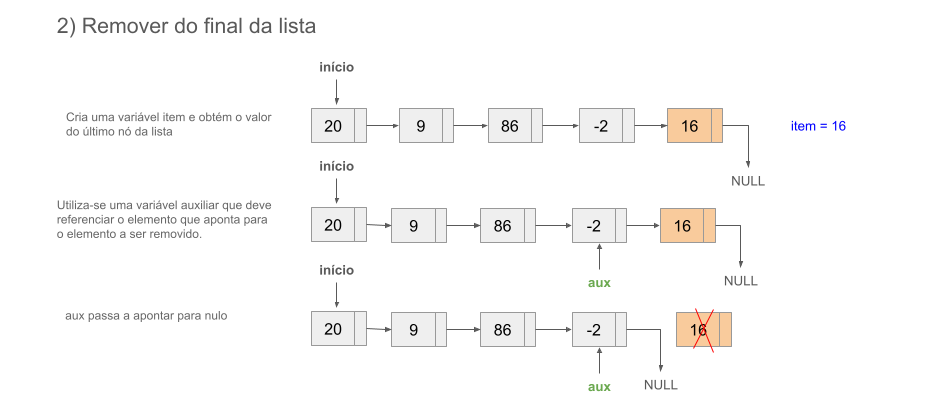 2) Remover do final da lista
início
Cria uma variável item e obtém o valor
do último nó da lista
20 9 86 -2 16
item = 16
NULL
início
Utiliza-se uma variável auxiliar que deve
referenciar o elemento que aponta para
o elemento a ser removido.
20 9 86 -2 16
aux
NULL
início
aux passa a apontar para nulo
20 9 86 -2 16
aux
NULL